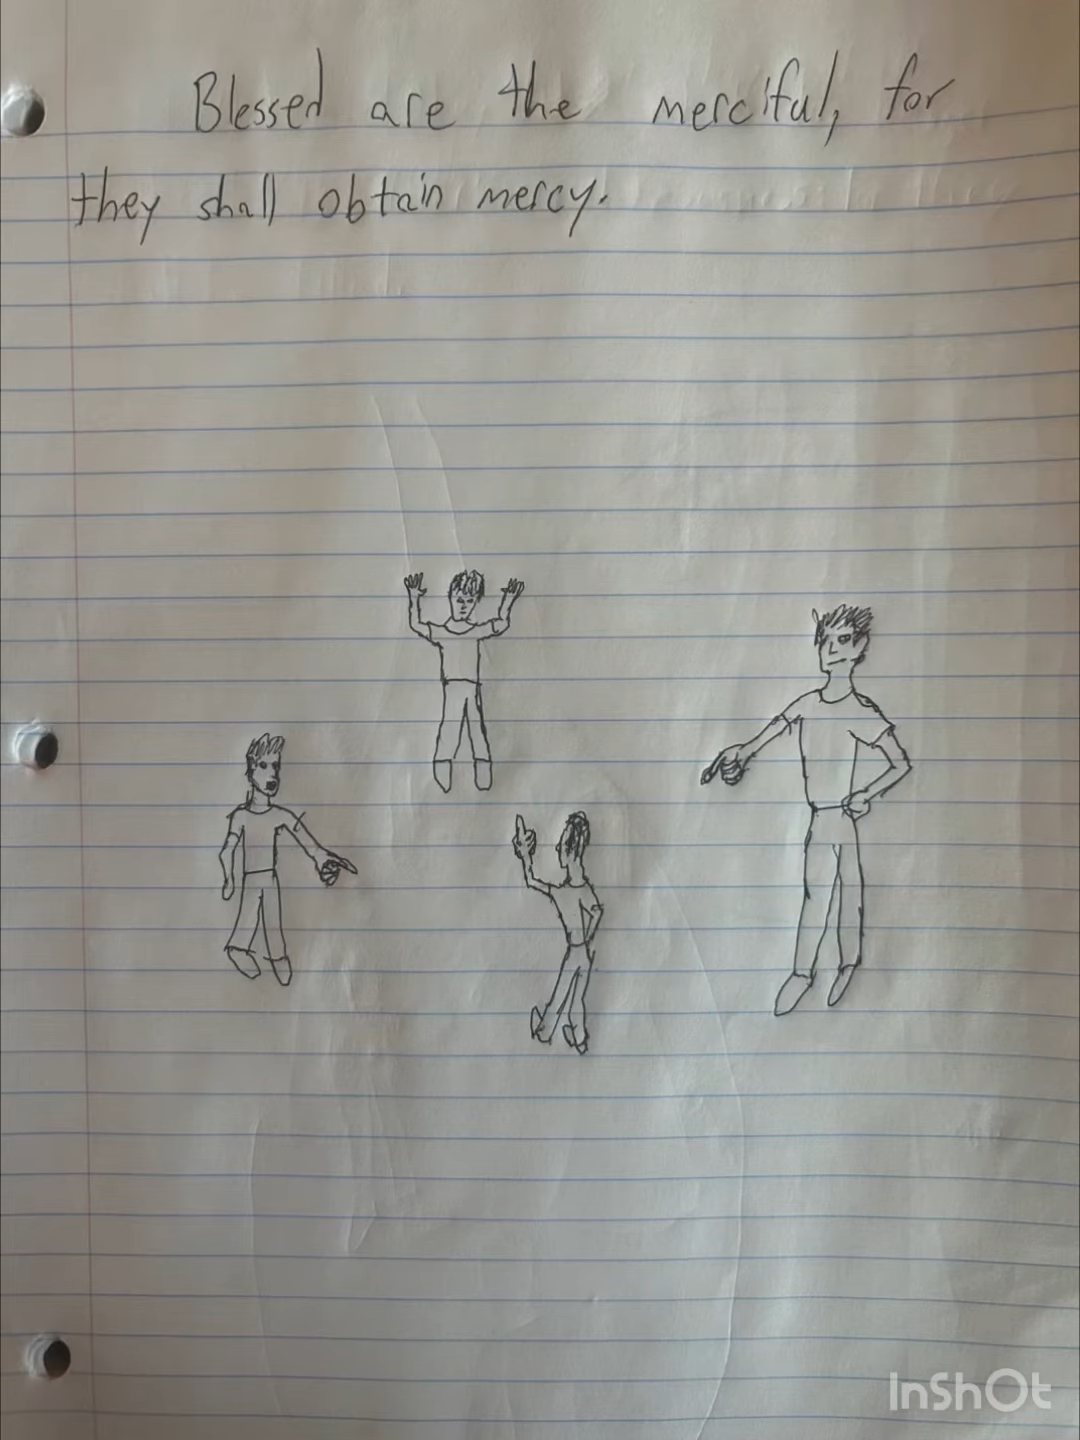 Blessed are the merciful, for
they shall obtain mercy.
InShOt